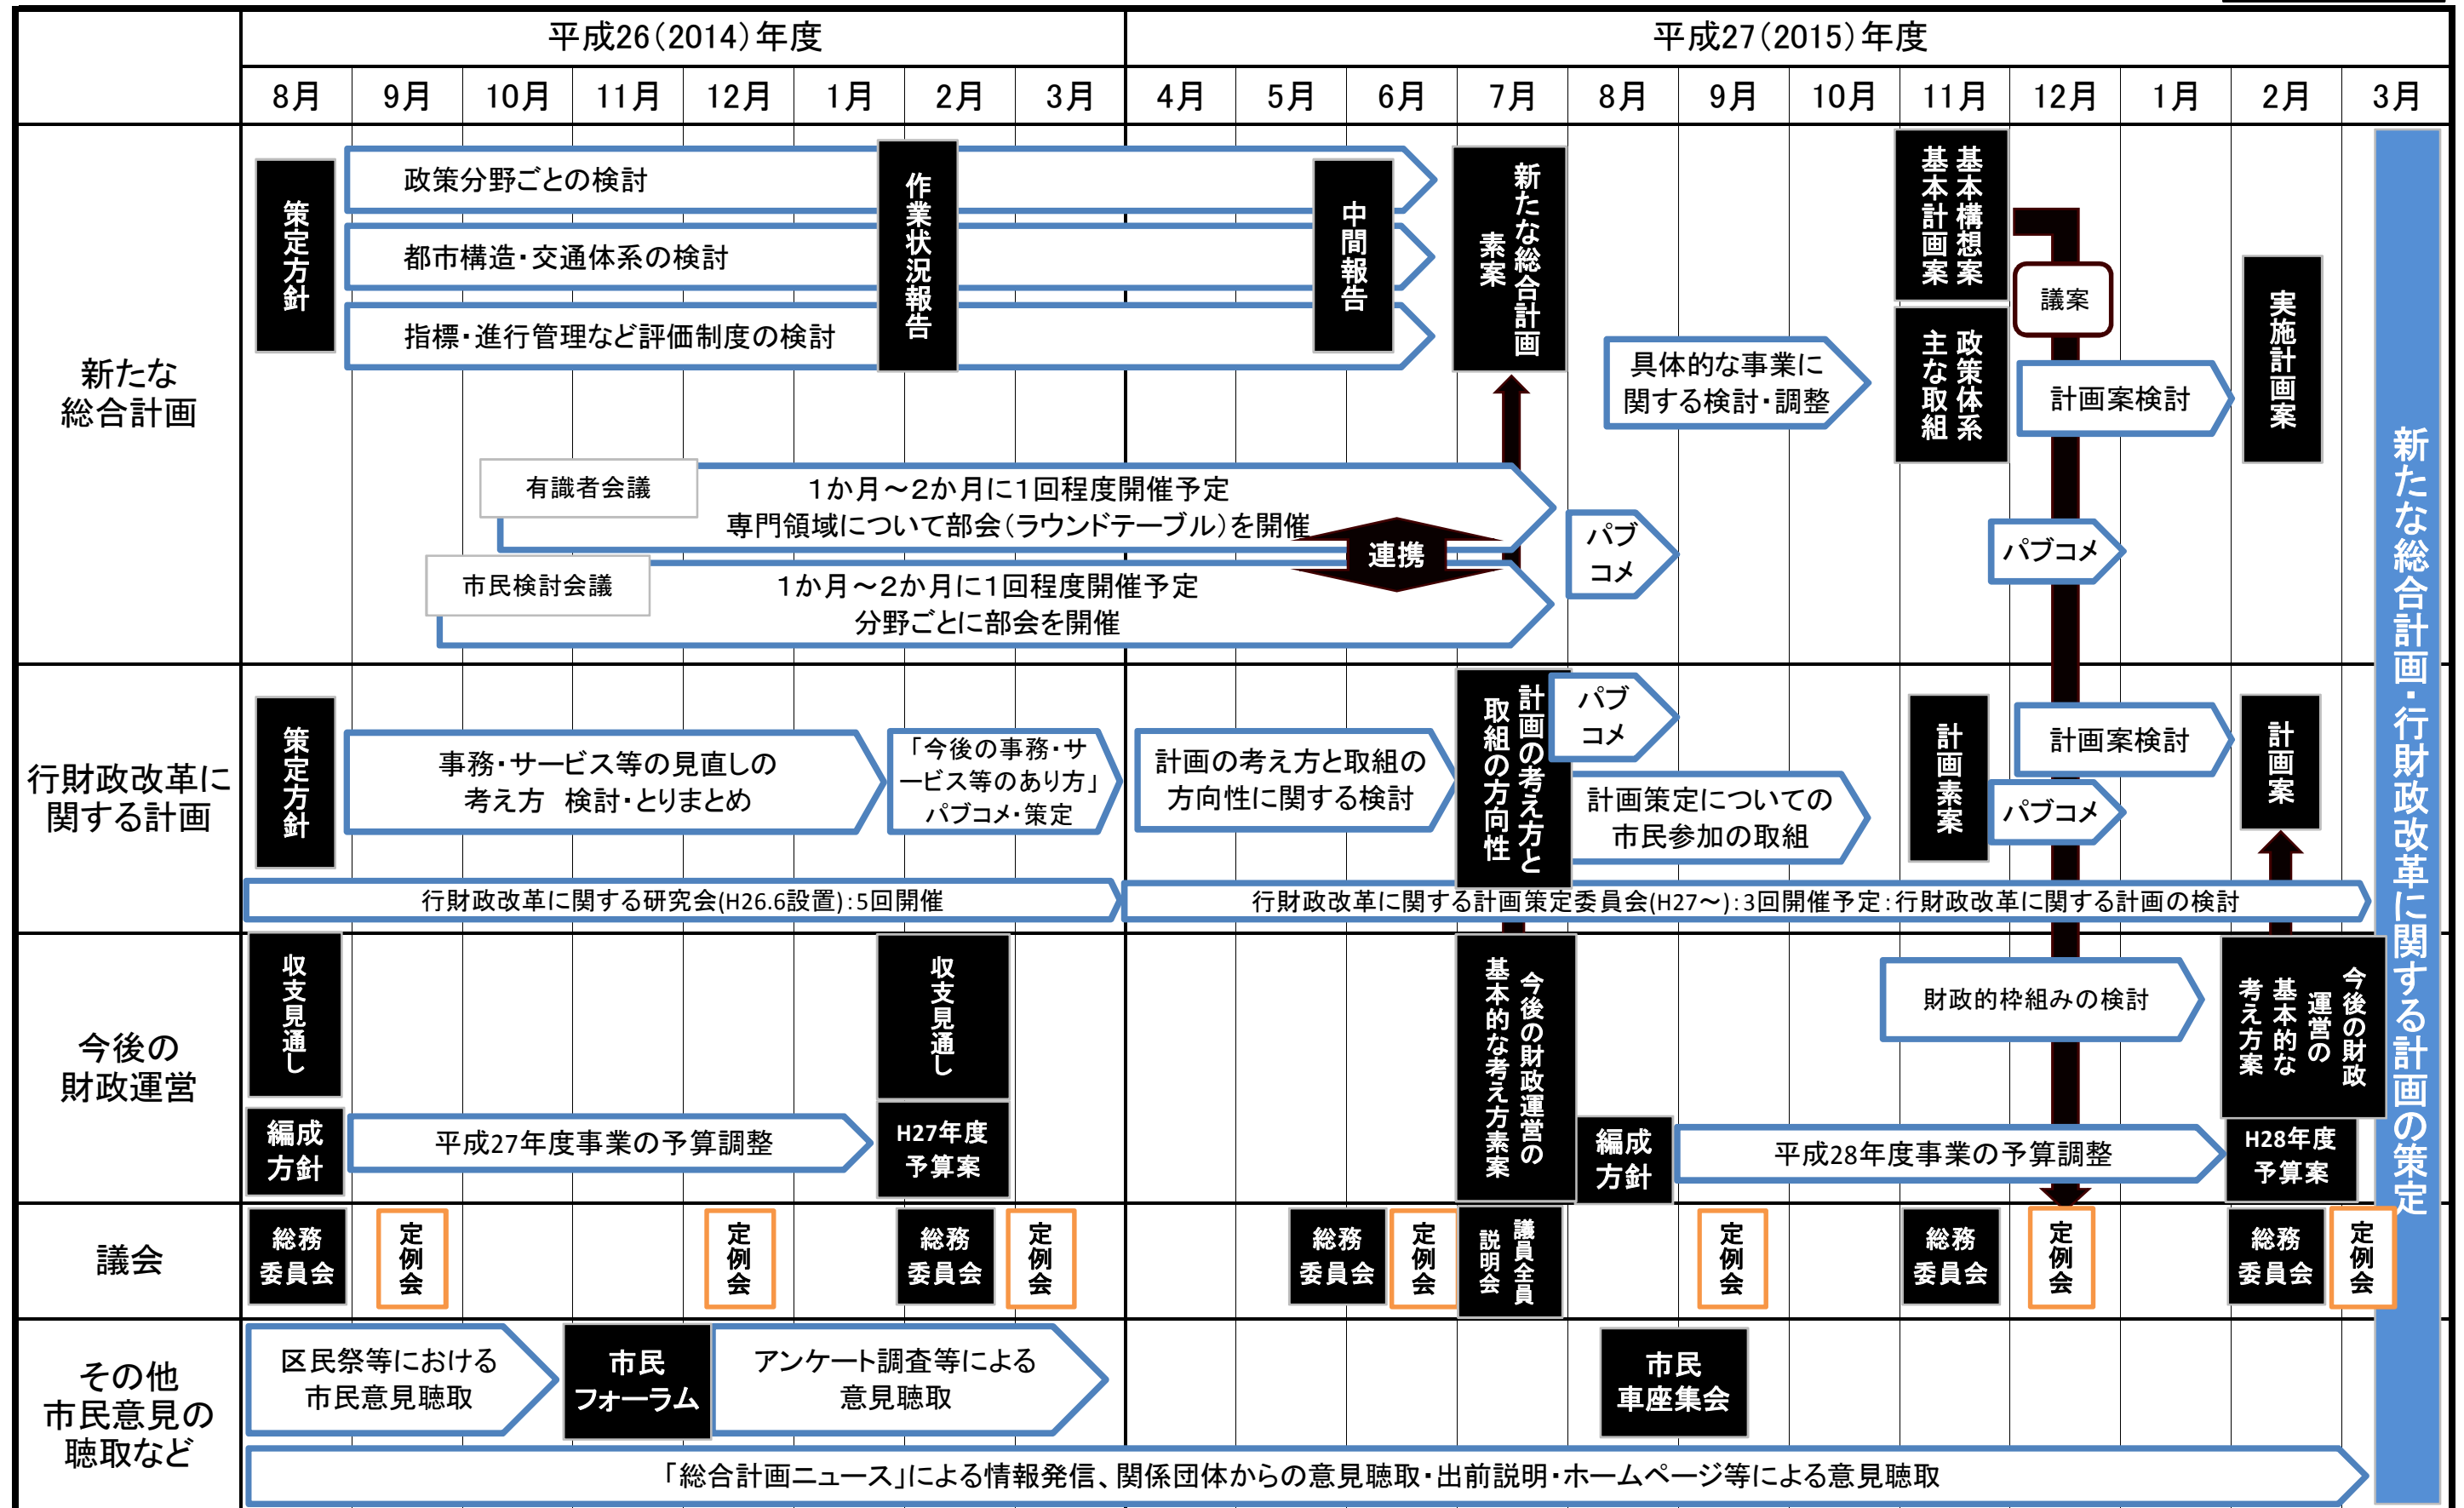 平成26(2014)年度
平成27(2015)年度
8月
9月
10月
11月
12月
1月
2月
3月
4月
5月
6月
7月
8月
9月
10月
11月
12月
1月
2月
3月
新たな
総合計画
策定方針
政策分野ごとの検討
都市構造・交通体系の検討
指標・進行管理など評価制度の検討
作業状況報告
中間報告
新たな総合計画
素案
基本構想案
基本計画案
政策体系
主な取組
議案
実施計画案
具体的な事業に
関する検討・調整
計画案検討
有識者会議
1か月～2か月に1回程度開催予定
専門領域について部会(ラウンドテーブル)を開催
連携
市民検討会議
1か月～2か月に1回程度開催予定
分野ごとに部会を開催
パブ
コメ
パブコメ
行財政改革に
関する計画
策定方針
事務・サービス等の見直しの
考え方 検討・とりまとめ
「今後の事務・サ
ービス等のあり方」
パブコメ・策定
計画の考え方と取組の
方向性に関する検討
計画の考え方と
取組の方向性
パブ
コメ
計画策定についての
市民参加の取組
計画素案
計画案検討
パブコメ
計画案
行財政改革に関する研究会(H26.6設置):5回開催
行財政改革に関する計画策定委員会(H27～):3回開催予定:行財政改革に関する計画の検討
今後の
財政運営
収支見通し
編成
方針
平成27年度事業の予算調整
収支見通し
H27年度
予算案
今後の財政運営の
基本的な考え方素案
編成
方針
財政的枠組みの検討
平成28年度事業の予算調整
今後の財政
運営の
基本的な
考え方案
H28年度
予算案
議会
総務
委員会
定例会
定例会
総務
委員会
定例会
総務
委員会
定例会
議員全員
説明会
定例会
総務
委員会
定例会
総務
委員会
定例会
その他
市民意見の
聴取など
区民祭等における
市民意見聴取
市民
フォーラム
アンケート調査等による
意見聴取
市民
車座集会
「総合計画ニュース」による情報発信、関係団体からの意見聴取・出前説明・ホームページ等による意見聴取
新たな総合計画・行財政改革に関する計画の策定